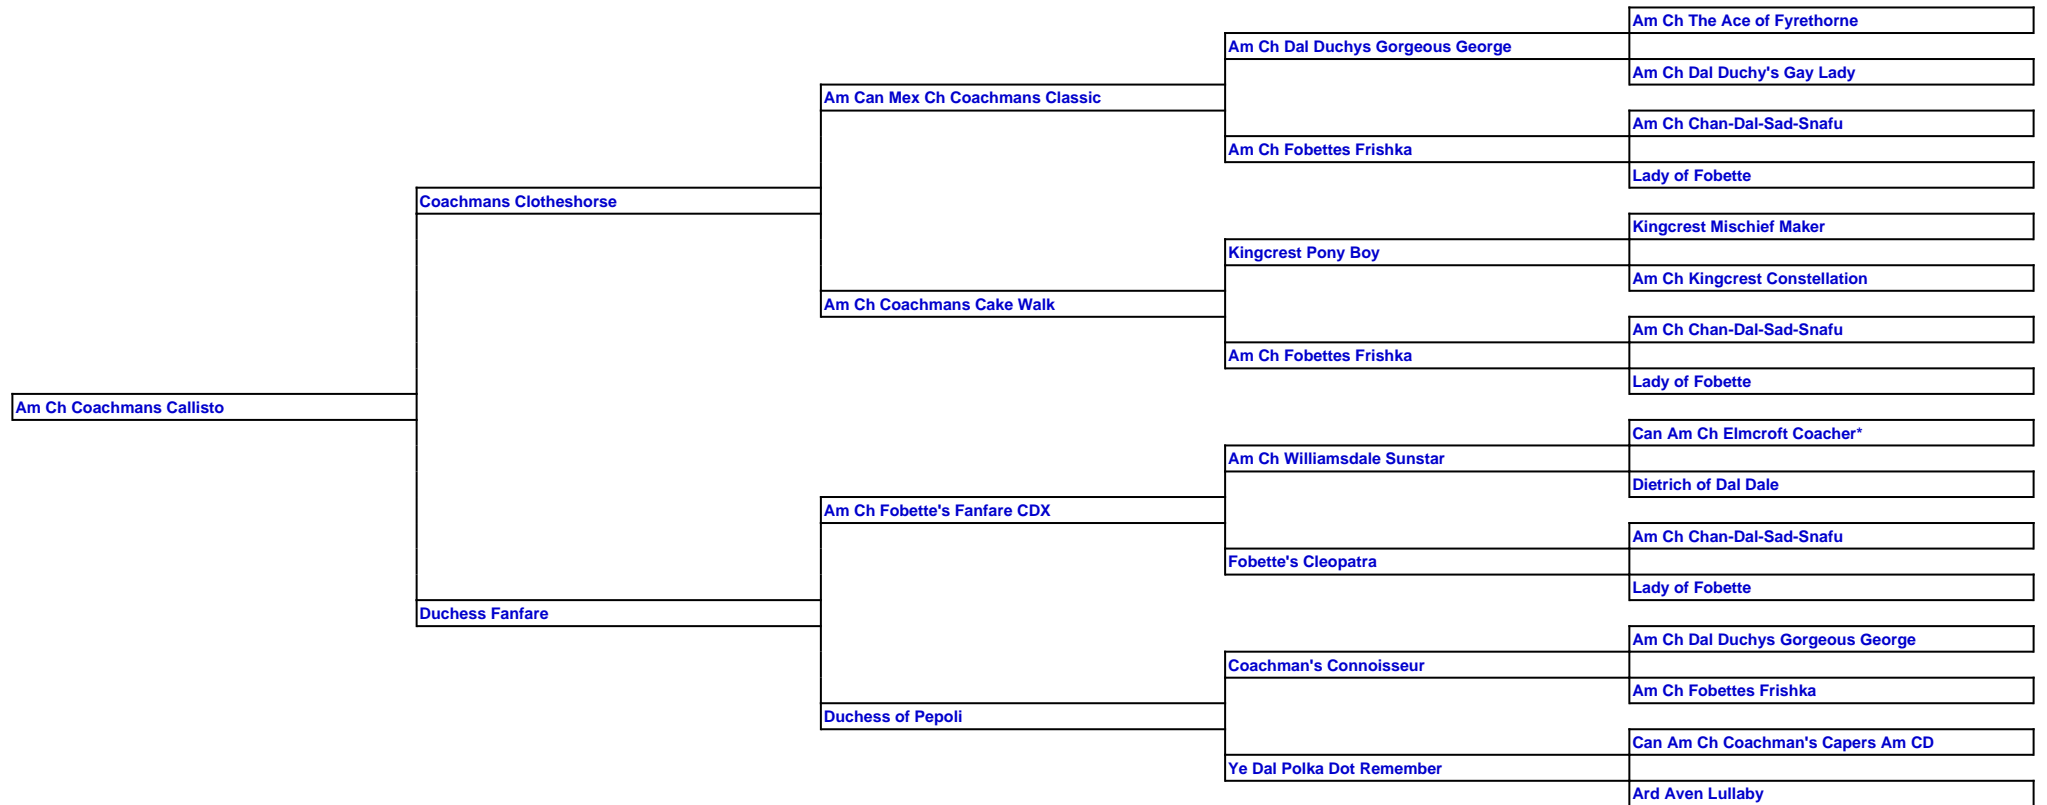 Am Ch The Ace of Fyrethorne
Am Ch Dal Duchys Gorgeous George
Am Ch Dal Duchy's Gay Lady
Am Can Mex Ch Coachmans Classic
Am Ch Chan-Dal-Sad-Snafu
Am Ch Fobettes Frishka
Lady of Fobette
Coachmans Clotheshorse
Kingcrest Mischief Maker
Kingcrest Pony Boy
Am Ch Kingcrest Constellation
Am Ch Coachmans Cake Walk
Am Ch Chan-Dal-Sad-Snafu
Am Ch Fobettes Frishka
Lady of Fobette
Am Ch Coachmans Callisto
Can Am Ch Elmcroft Coacher*
Am Ch Williamsdale Sunstar
Dietrich of Dal Dale
Am Ch Fobette's Fanfare CDX
Am Ch Chan-Dal-Sad-Snafu
Fobette's Cleopatra
Lady of Fobette
Duchess Fanfare
Am Ch Dal Duchys Gorgeous George
Coachman's Connoisseur
Am Ch Fobettes Frishka
Duchess of Pepoli
Can Am Ch Coachman's Capers Am CD
Ye Dal Polka Dot Remember
Ard Aven Lullaby